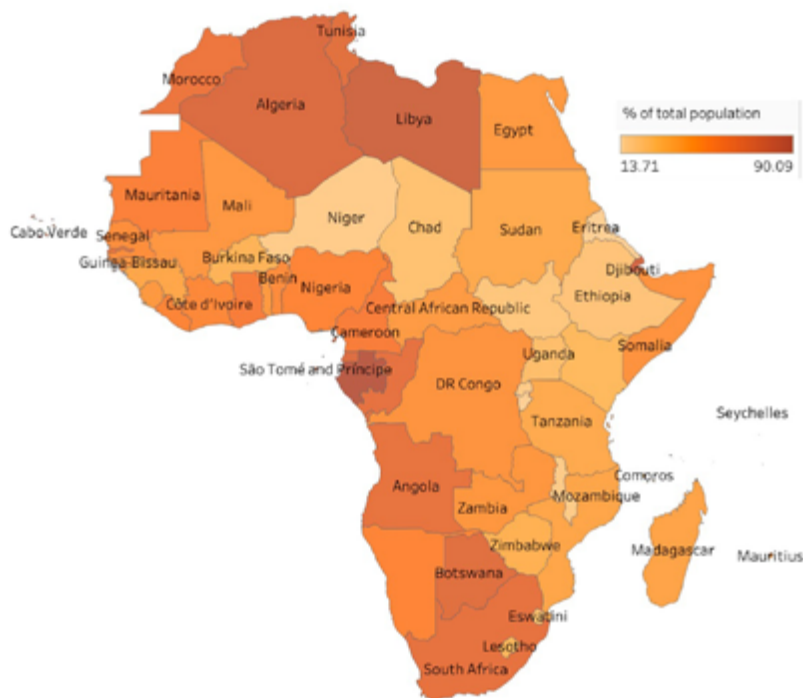 Tunisia
Morocco
Algeria
Libya
Egypt
% of total population
13.71 90.09
Mauritania
Mali
Niger
Chad
Sudan
Eritrea
Cabo Verde
Senegal
Guinea-Bissau
Burkina Faso
Djibouti
Benin
Nigeria
Ethiopia
Côte d'Ivoire
Central African Republic
Cameroon
Somalia
Uganda
São Tomé and Príncipe
DR Congo
Seychelles
Tanzania
Comoros
Angola
Mozambique
Zambia
Zimbabwe
Madagascar
Mauritius
Botswana
Eswatini
Lesotho
South Africa